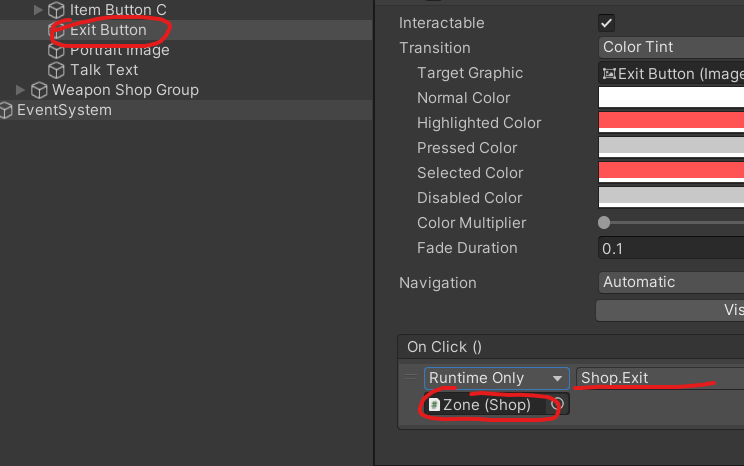 Item Button C
Exit Button
Portrait Image
Talk Text
Weapon Shop Group
EventSystem
Interactable
Transition
Color Tint
Target Graphic
Exit Button (Image
Normal Color
Highlighted Color
Pressed Color
Selected Color
Disabled Color
Color Multiplier
Fade Duration
0.1
Navigation
Automatic
Vis
On Click ()
Runtime Only
Shop.Exit
Zone (Shop)